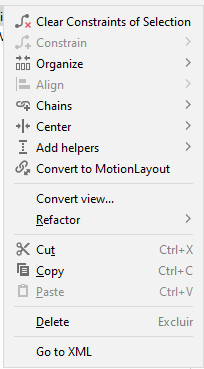 Clear Constraints of Selection
Constrain
Organize
Align
Chains
Center
Add helpers
Convert to MotionLayout
Convert view...
Refactor
Cut Ctrl+X
Copy Ctrl+C
Paste Ctrl+V
Delete Excluir
Go to XML